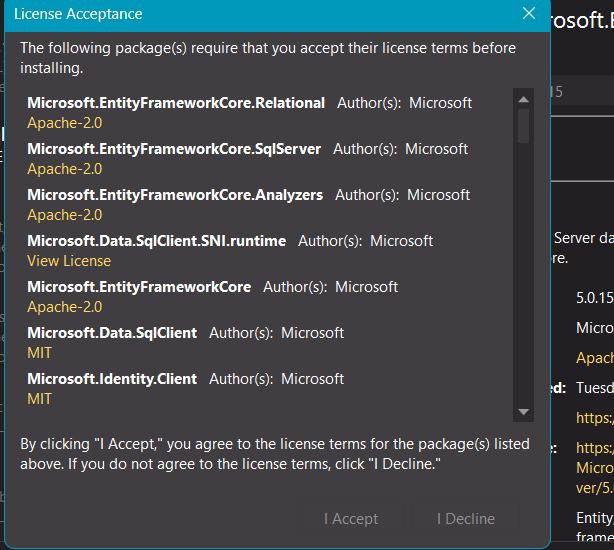 License Acceptance
The following package(s) require that you accept their license terms before
installing.
Microsoft.EntityFrameworkCore.Relational Author(s): Microsoft
Apache-2.0
Microsoft.EntityFrameworkCore.SqlServer Author(s): Microsoft
Apache-2.0
Microsoft.EntityFrameworkCore.Analyzers Author(s): Microsoft
Apache-2.0
Microsoft.Data.SqlClient.SNI.runtime Author(s): Microsoft
View License
Microsoft.EntityFrameworkCore Author(s): Microsoft
Apache-2.0
Microsoft.Data.SqlClient Author(s): Microsoft
MIT
Microsoft.Identity.Client Author(s): Microsoft
MIT
By clicking "I Accept," you agree to the license terms for the package(s) listed
above. If you do not agree to the license terms, click "I Decline."
I Accept I Decline
rosoft.E
15
Server da
re.
5.0.15
Micro
Apach
d: Tuesd
https:/
e: https:/
Micros
ver/5.
Entity
frame